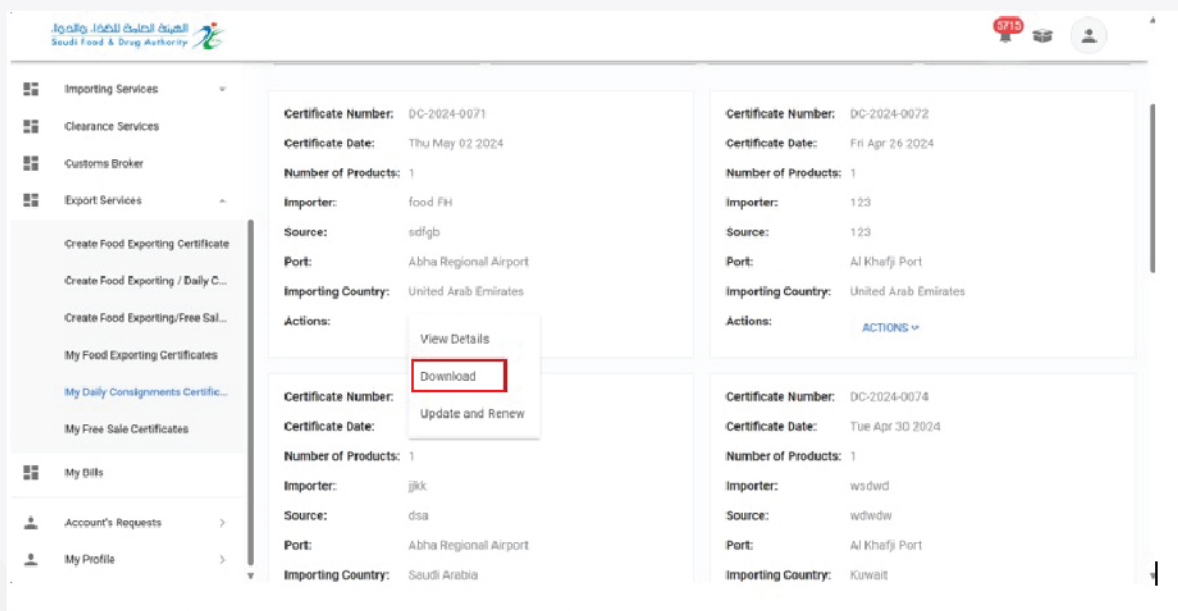 الهيئة العامة للغذاء والدواء
Saudi Food & Drug Authority
5715
Importing Services
Clearance Services
Customs Broker
Export Services
Create Food Exporting Certificate
Create Food Exporting / Daily C...
Create Food Exporting/Free Sal...
My Food Exporting Certificates
My Daily Consignments Certific...
My Free Sale Certificates
My Bills
Account's Requests
My Profile
Certificate Number: DC-2024-0071
Certificate Date: Thu May 02 2024
Number of Products: 1
Importer: food FH
Source: sdfgb
Port: Abha Regional Airport
Importing Country: United Arab Emirates
Actions:
View Details
Download
Update and Renew
Certificate Number: DC-2024-0072
Certificate Date: Fri Apr 26 2024
Number of Products: 1
Importer: 123
Source: 123
Port: Al Khafji Port
Importing Country: United Arab Emirates
Actions: ACTIONS
Certificate Number:
Certificate Date:
Number of Products: 1
Importer: jjkk
Source: dsa
Port: Abha Regional Airport
Importing Country: Saudi Arabia
Certificate Number: DC-2024-0074
Certificate Date: Tue Apr 30 2024
Number of Products: 1
Importer: wsdwd
Source: wdwdw
Port: Al Khafji Port
Importing Country: Kuwait